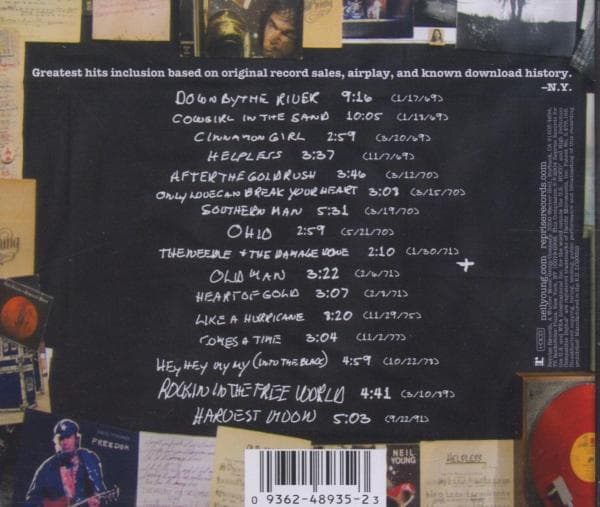 Greatest hits inclusion based on original record sales, airplay, and known download history.
–N.Y.
DOWN BY THE RIVER 9:16 (1/17/69)
COWGIRL IN THE SAND 10:05 (1/18/69)
CINNAMON GIRL 2:59 (3/20/69)
HELPLESS 3:37 (11/7/69)
AFTER THE GOLDRUSH 3:46 (3/12/70)
ONLY LOVE CAN BREAK YOUR HEART 3:08 (3/15/70)
SOUTHERN MAN 5:31 (3/19/70)
OHIO 2:59 (5/21/70)
THE NEEDLE + THE DAMAGE DONE 2:10 (1/30/71)
OLD MAN 3:22 (2/6/71)
HEART OF GOLD 3:07 (2/8/71)
LIKE A HURRICANE 8:20 (11/29/75)
COMES A TIME 3:04 (11/2/77)
HEY HEY MY MY (INTO THE BLACK) 4:59 (10/22/78)
ROCKIN IN THE FREE WORLD 4:41 (3/10/89)
HARVEST MOON 5:03 (9/22/91)
neilyoung.com repriserecords.com
FREEDOM
NEIL
YOUNG
HELPLESS
0 9362-48935-2 3